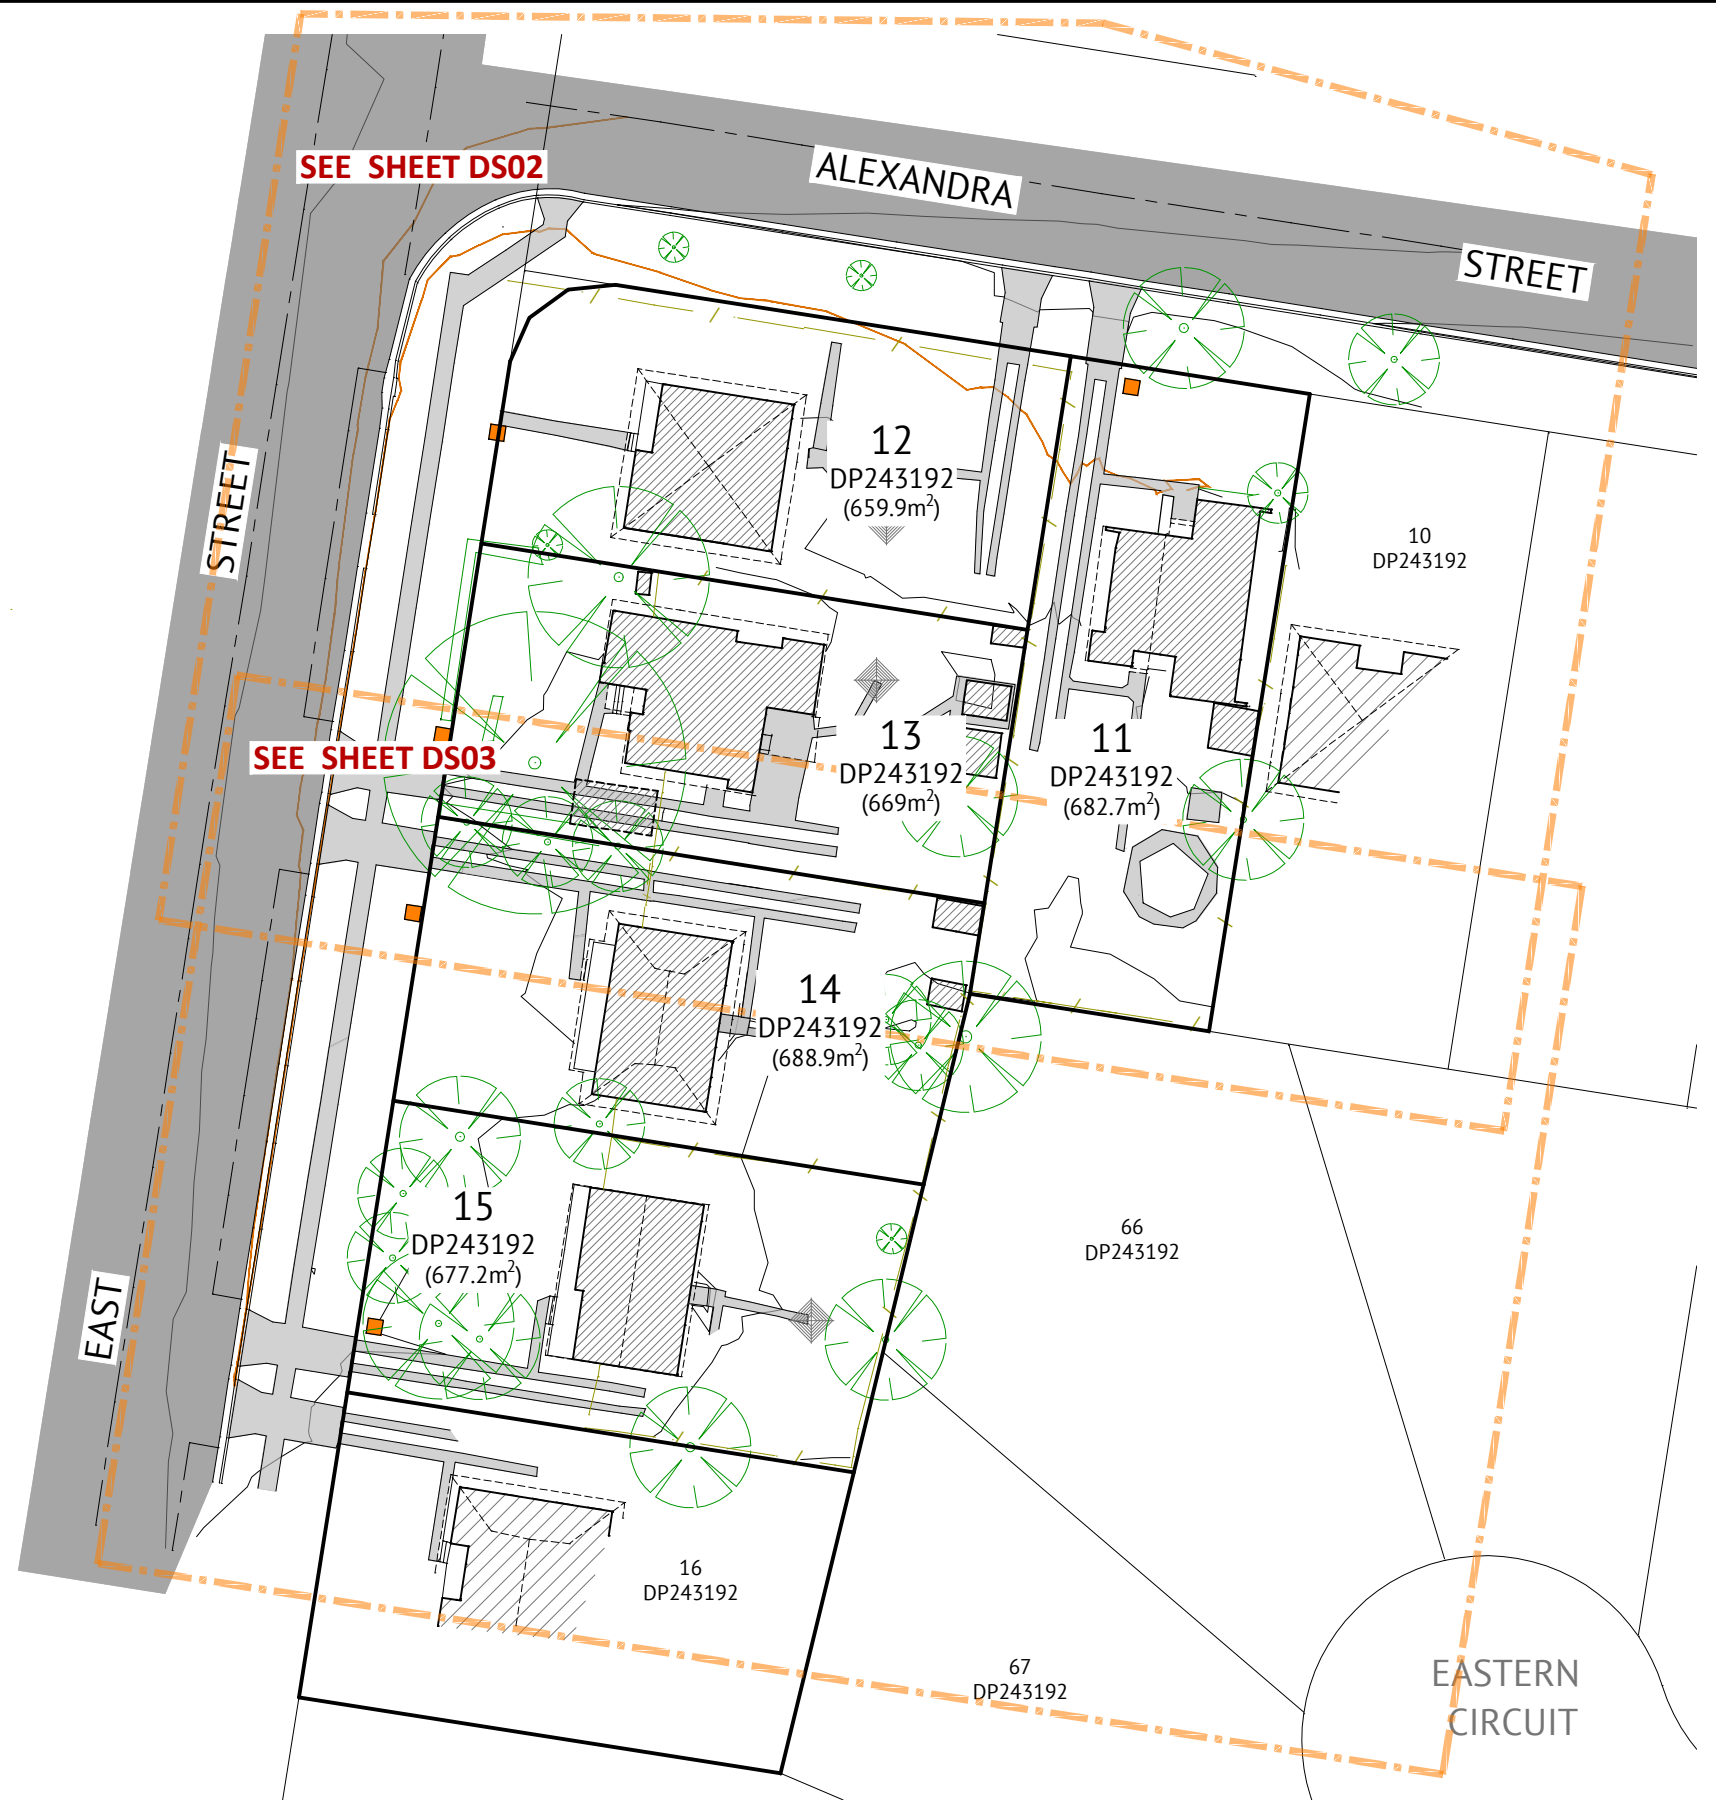 SEE SHEET DS02
ALEXANDRA
STREET
STREET
12
DP243192
(659.9m²)
10
DP243192
SEE SHEET DS03
13
DP243192
(669m²)
11
DP243192
(682.7m²)
14
DP243192
(688.9m²)
15
DP243192
(677.2m²)
66
DP243192
EAST
16
DP243192
67
DP243192
EASTERN
CIRCUIT